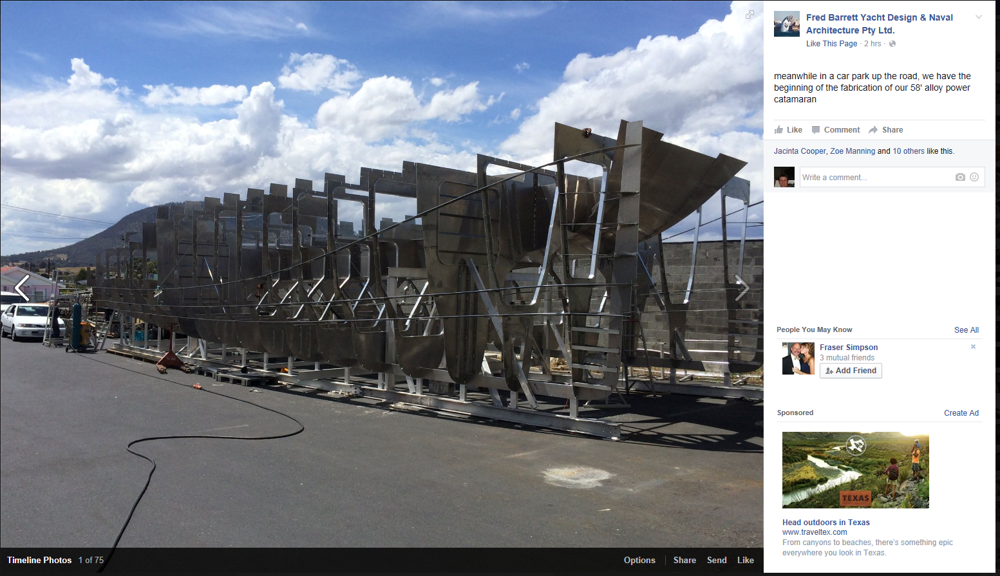 Fred Barrett Yacht Design & Naval
Architecture Pty Ltd.
Like This Page · 2 hrs ·
meanwhile in a car park up the road, we have the
beginning of the fabrication of our 58' alloy power
catamaran
Like Comment Share
Jacinta Cooper, Zoe Manning and 10 others like this.
Write a comment...
People You May Know See All
Fraser Simpson
3 mutual friends
Add Friend
Sponsored Create Ad
TEXAS
Head outdoors in Texas
www.traveltex.com
From canyons to beaches, there's something epic
everywhere you look in Texas.
Timeline Photos 1 of 75 Options Share Send Like